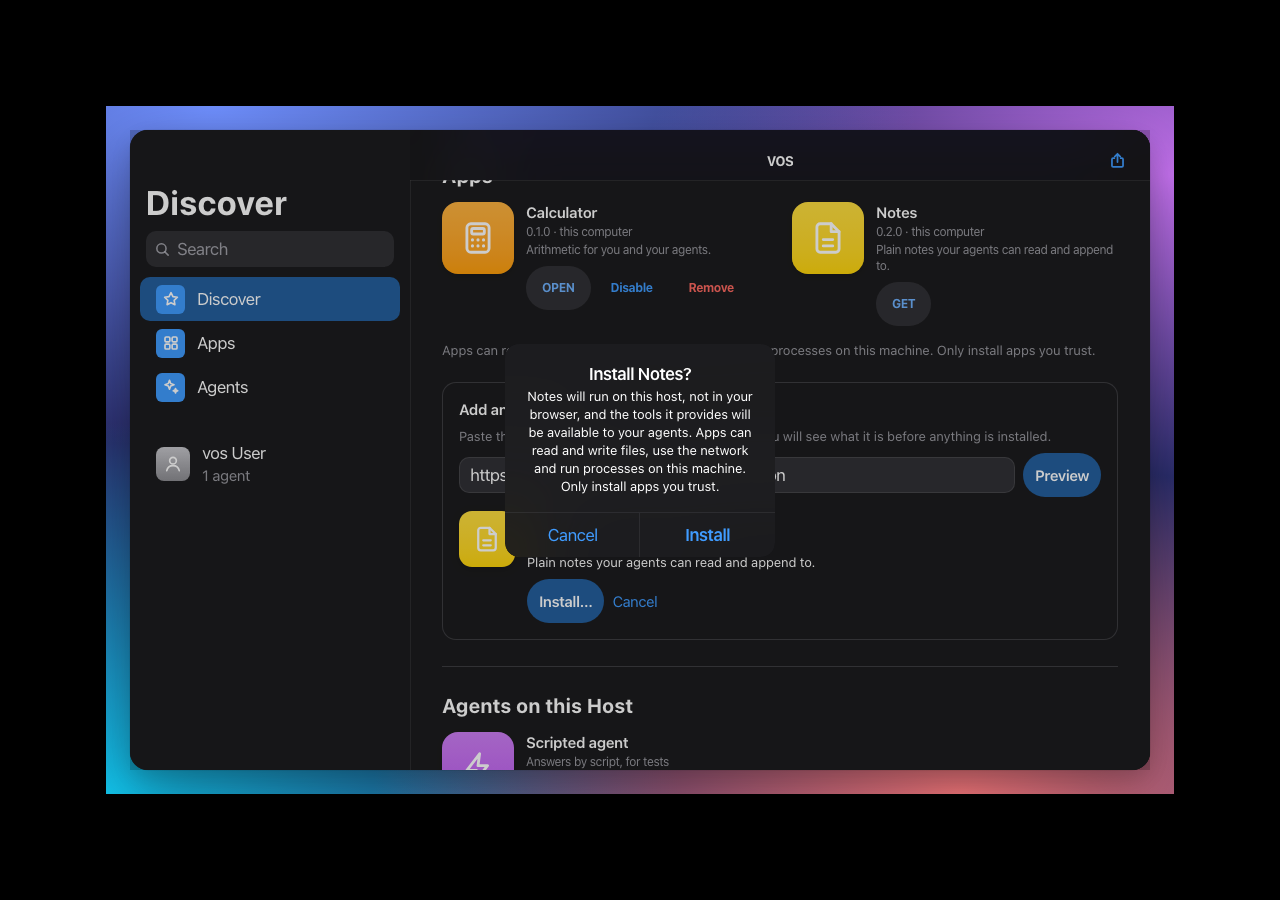 VOS
Discover
Search
Discover
Apps
Agents
vos User
1 agent
Apps
Calculator
0.1.0 · this computer
Arithmetic for you and your agents.
OPEN
Disable
Remove
Notes
0.2.0 · this computer
Plain notes your agents can read and append
to.
GET
Apps can
processes on this machine. Only install apps you trust.
Install Notes?
Notes will run on this host, not in your
browser, and the tools it provides will
be available to your agents. Apps can
read and write files, use the network
and run processes on this machine.
Only install apps you trust.
Cancel
Install
Add
Paste
will see what it is before anything is installed.
https
Preview
Plain notes your agents can read and append to.
Install...
Cancel
Agents on this Host
Scripted agent
Answers by script, for tests